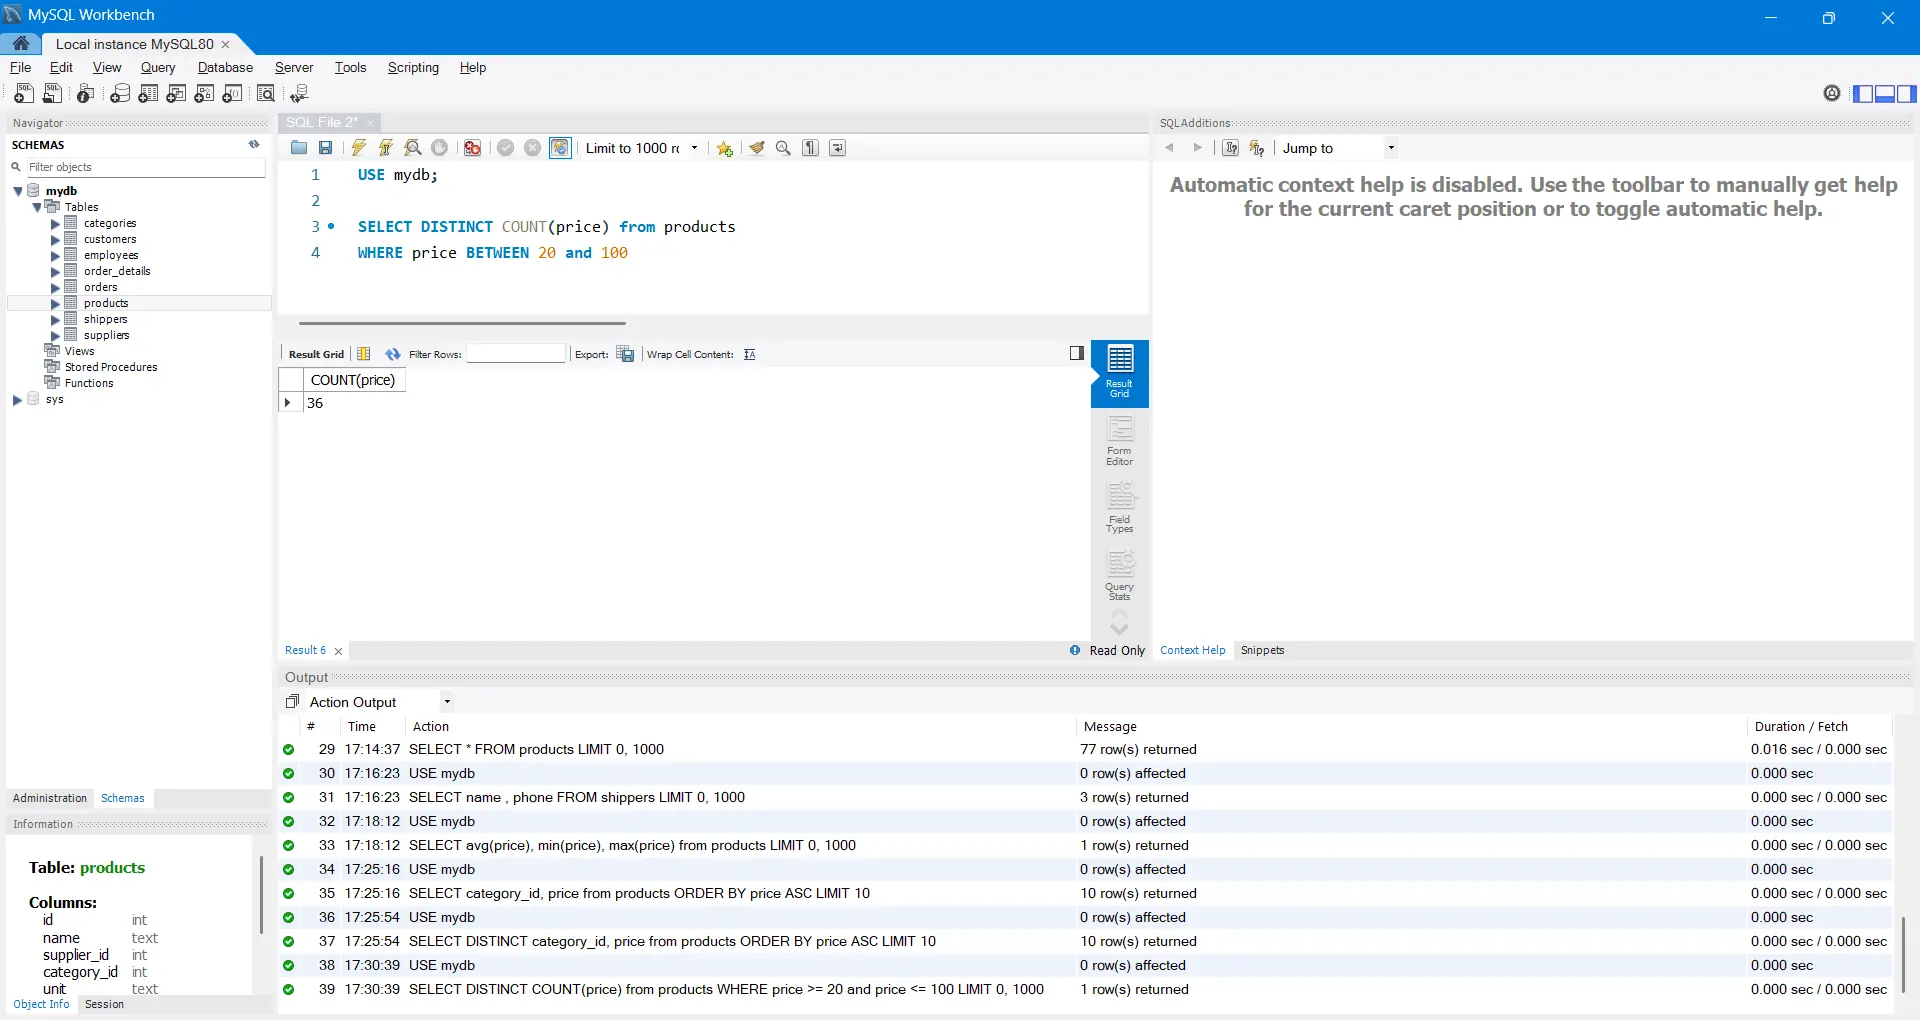 MySQL Workbench
Local instance MySQL80
File Edit View Query Database Server Tools Scripting Help
Navigator
SCHEMAS
Filter objects
mydb
Tables
categories
customers
employees
order_details
orders
products
shippers
suppliers
Views
Stored Procedures
Functions
sys
Administration Schemas
Information
Table: products
Columns:
id int
name text
supplier_id int
category_id int
unit text
Object Info Session
SQL File 2*
Limit to 1000 rc
1 USE mydb;
2
3 SELECT DISTINCT COUNT(price) from products
4 WHERE price BETWEEN 20 and 100
Result Grid Filter Rows: Export: Wrap Cell Content:
COUNT(price)
36
Result Grid
Form Editor
Field Types
Query Stats
Result 6
Read Only
SQLAdditions
Jump to
Automatic context help is disabled. Use the toolbar to manually get help
for the current caret position or to toggle automatic help.
Context Help Snippets
Output
Action Output
# Time Action Message Duration / Fetch
29 17:14:37 SELECT * FROM products LIMIT 0, 1000 77 row(s) returned 0.016 sec / 0.000 sec
30 17:16:23 USE mydb 0 row(s) affected 0.000 sec
31 17:16:23 SELECT name , phone FROM shippers LIMIT 0, 1000 3 row(s) returned 0.000 sec / 0.000 sec
32 17:18:12 USE mydb 0 row(s) affected 0.000 sec
33 17:18:12 SELECT avg(price), min(price), max(price) from products LIMIT 0, 1000 1 row(s) returned 0.000 sec / 0.000 sec
34 17:25:16 USE mydb 0 row(s) affected 0.000 sec
35 17:25:16 SELECT category_id, price from products ORDER BY price ASC LIMIT 10 10 row(s) returned 0.000 sec / 0.000 sec
36 17:25:54 USE mydb 0 row(s) affected 0.000 sec
37 17:25:54 SELECT DISTINCT category_id, price from products ORDER BY price ASC LIMIT 10 10 row(s) returned 0.000 sec / 0.000 sec
38 17:30:39 USE mydb 0 row(s) affected 0.000 sec
39 17:30:39 SELECT DISTINCT COUNT(price) from products WHERE price >= 20 and price <= 100 LIMIT 0, 1000 1 row(s) returned 0.000 sec / 0.000 sec